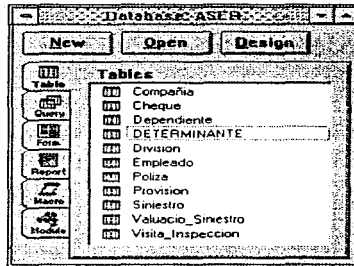 Database: ASER
New Open Design
Table
Query
Form
Report
Macro
Module
Tables
Compañia
Cheque
Dependiente
DETERMINANTE
Division
Empleado
Poliza
Provision
Siniestro
Valuacio_Siniestro
Visita_Inspeccion